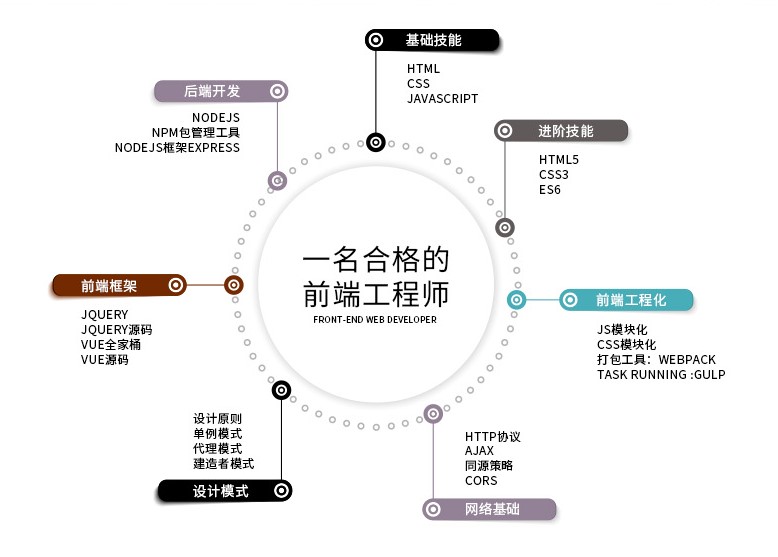 一名合格的
前端工程师
FRONT-END WEB DEVELOPER
基础技能
HTML
CSS
JAVASCRIPT
进阶技能
HTML5
CSS3
ES6
前端工程化
JS模块化
CSS模块化
打包工具：WEBPACK
TASK RUNNING :GULP
HTTP协议
AJAX
同源策略
CORS
网络基础
设计原则
单例模式
代理模式
建造者模式
设计模式
前端框架
JQUERY
JQUERY源码
VUE全家桶
VUE源码
后端开发
NODEJS
NPM包管理工具
NODEJS框架EXPRESS